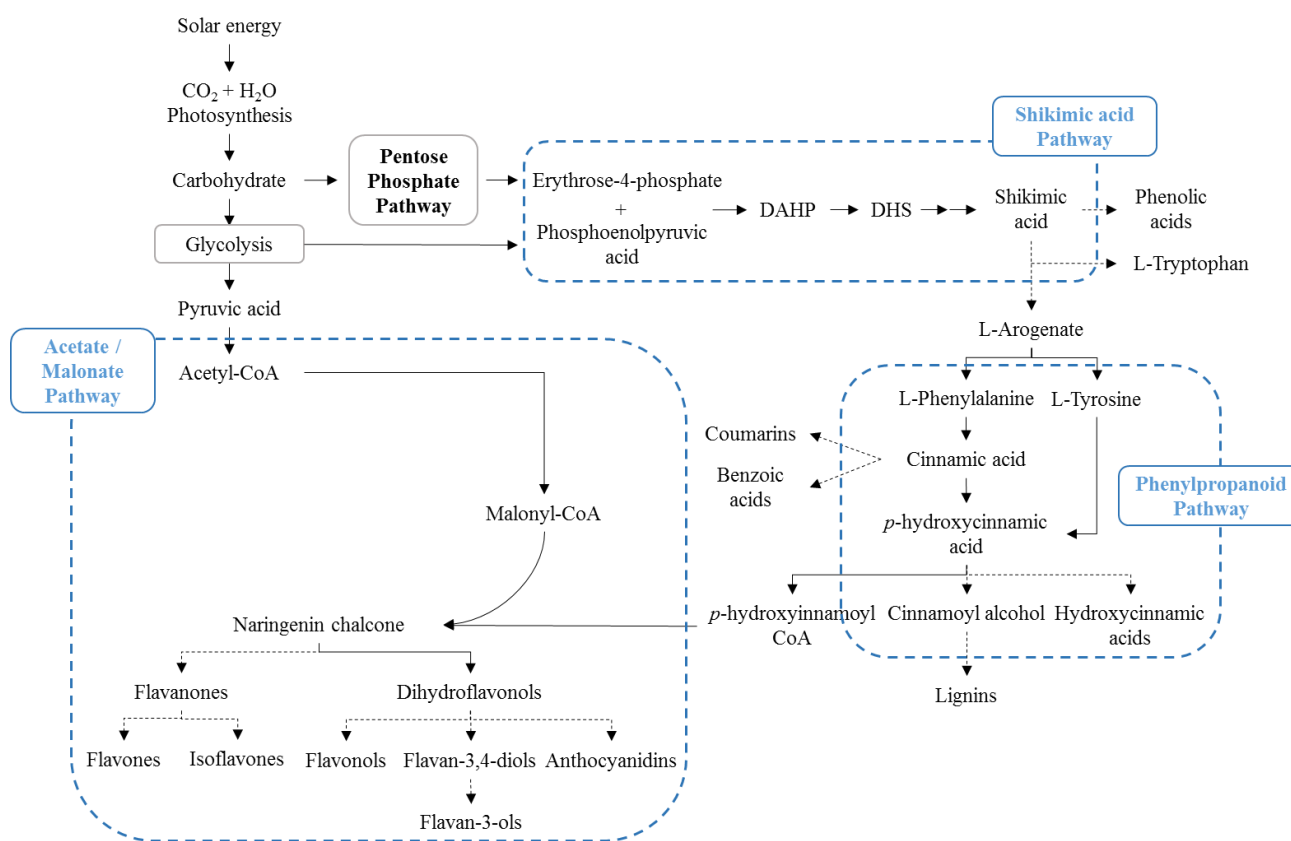 Solar energy
CO₂ + H₂O
Photosynthesis
Carbohydrate
Pentose
Phosphate
Pathway
Glycolysis
Pyruvic acid
Shikimic acid
Pathway
Erythrose-4-phosphate
+
Phosphoenolpyruvic
acid
DAHP
DHS
Shikimic
acid
Phenolic
acids
L-Tryptophan
L-Arogenate
Acetate /
Malonate
Pathway
Acetyl-CoA
Malonyl-CoA
L-Phenylalanine
L-Tyrosine
Coumarins
Benzoic
acids
Cinnamic acid
Phenylpropanoid
Pathway
p-hydroxycinnamic
acid
p-hydroxyinnamoyl
CoA
Cinnamoyl alcohol
Hydroxycinnamic
acids
Lignins
Naringenin chalcone
Flavanones
Dihydroflavonols
Flavones
Isoflavones
Flavonols
Flavan-3,4-diols
Anthocyanidins
Flavan-3-ols